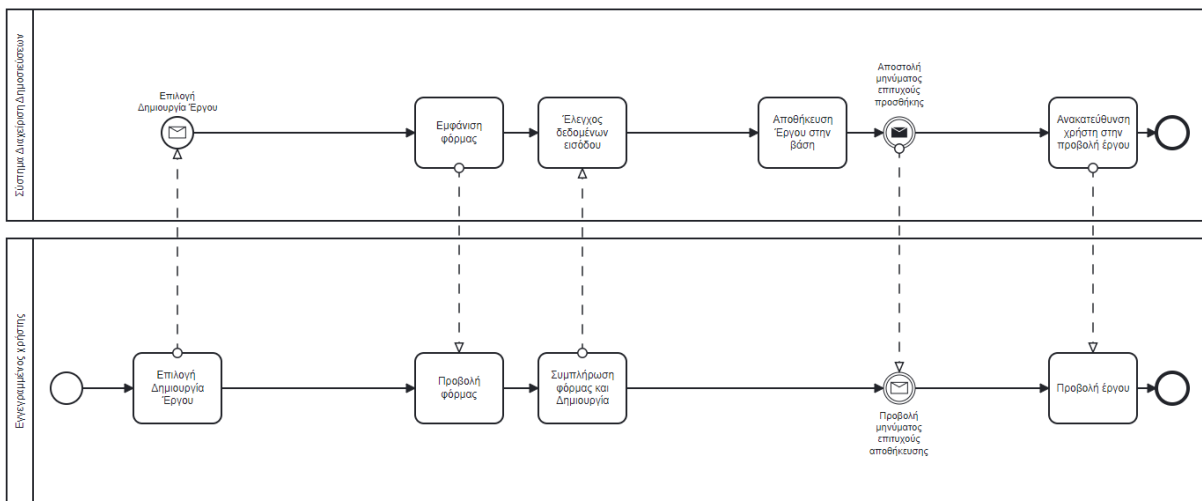 Σύστημα Διαχείριση Δημοσιεύσεων
Επιλογή
Δημιουργία Έργου
Εμφάνιση
φόρμας
Έλεγχος
δεδομένων
εισόδου
Αποθήκευση
Έργου στην
βάση
Αποστολή
μηνύματος
επιτυχούς
προσθήκης
Ανακατεύθυνση
χρήστη στην
προβολή έργου
Εγγεγραμμένος χρήστης
Επιλογή
Δημιουργία
Έργου
Προβολή
φόρμας
Συμπλήρωση
φόρμας και
Δημιουργία
Προβολή
μηνύματος
επιτυχούς
αποθήκευσης
Προβολή έργου